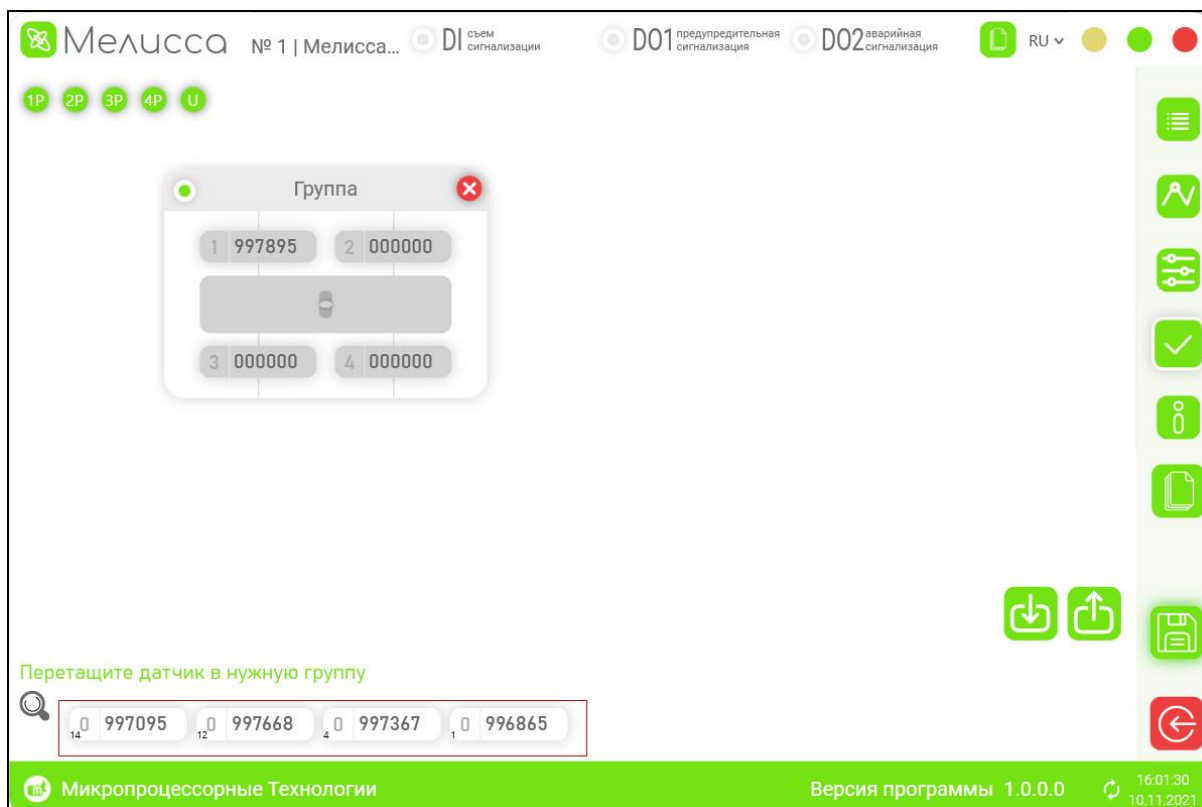 Мелисса № 1 | Мелисса... DI съем сигнализации DO1 предупредительная сигнализация DO2 аварийная сигнализация RU
1P 2P 3P 4P U
Группа
1 997895 2 000000
3 000000 4 000000
Перетащите датчик в нужную группу
14 0 997095 12 0 997668 4 0 997367 1 0 996865
mt Микропроцессорные Технологии Версия программы 1.0.0.0 16:01:30
10.11.2021